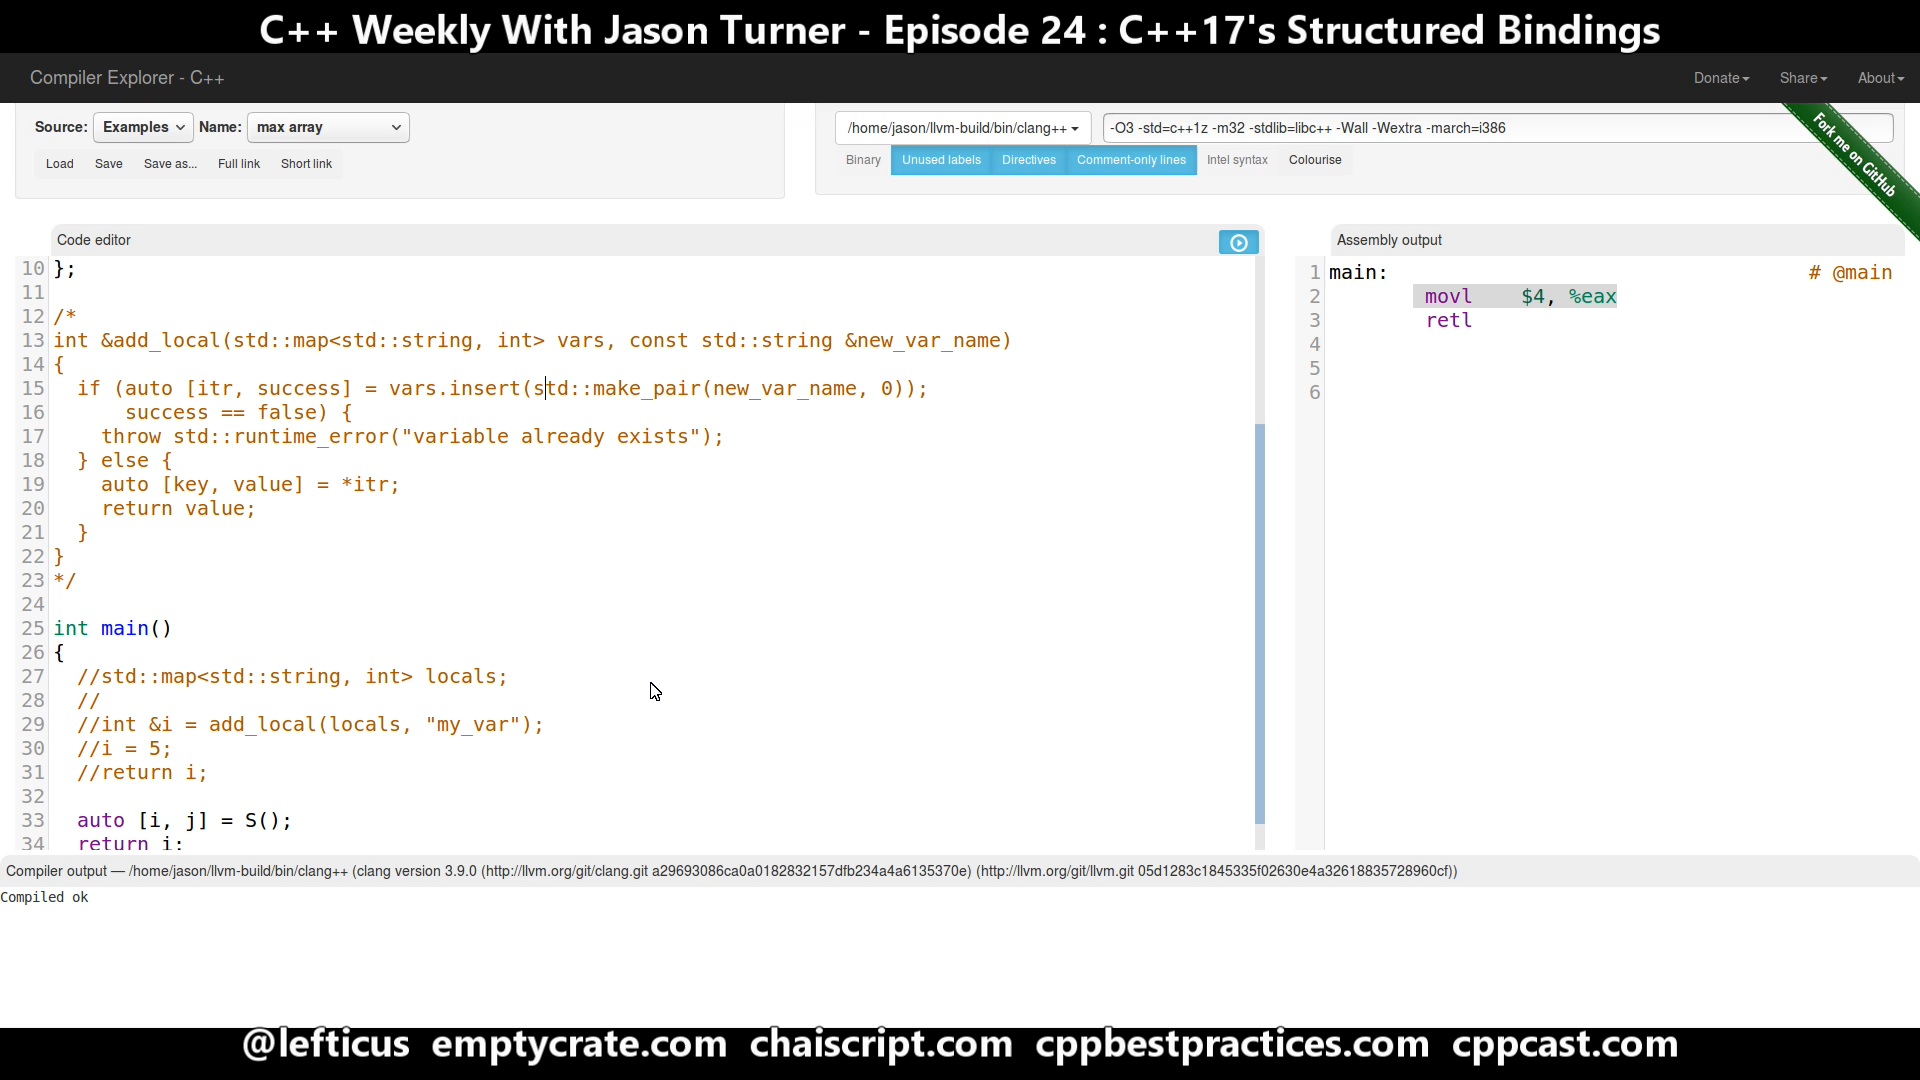 C++ Weekly With Jason Turner - Episode 24 : C++17's Structured Bindings
Compiler Explorer - C++
Donate
Share
About
Source: Examples Name: max array
Load Save Save as... Full link Short link
/home/jason/llvm-build/bin/clang++ -O3 -std=c++1z -m32 -stdlib=libc++ -Wall -Wextra -march=i386
Binary Unused labels Directives Comment-only lines Intel syntax Colourise
Fork me on GitHub
Code editor
10 };
11
12 /*
13 int &add_local(std::map<std::string, int> vars, const std::string &new_var_name)
14 {
15   if (auto [itr, success] = vars.insert(std::make_pair(new_var_name, 0));
16       success == false) {
17     throw std::runtime_error("variable already exists");
18   } else {
19     auto [key, value] = *itr;
20     return value;
21   }
22 }
23 */
24
25 int main()
26 {
27   //std::map<std::string, int> locals;
28   //
29   //int &i = add_local(locals, "my_var");
30   //i = 5;
31   //return i;
32
33   auto [i, j] = S();
34   return i;
Assembly output
1 main: # @main
2 movl $4, %eax
3 retl
4
5
6
Compiler output — /home/jason/llvm-build/bin/clang++ (clang version 3.9.0 (http://llvm.org/git/clang.git a29693086ca0a0182832157dfb234a4a6135370e) (http://llvm.org/git/llvm.git 05d1283c1845335f02630e4a32618835728960cf))
Compiled ok
@lefticus emptycrate.com chaiscript.com cppbestpractices.com cppcast.com